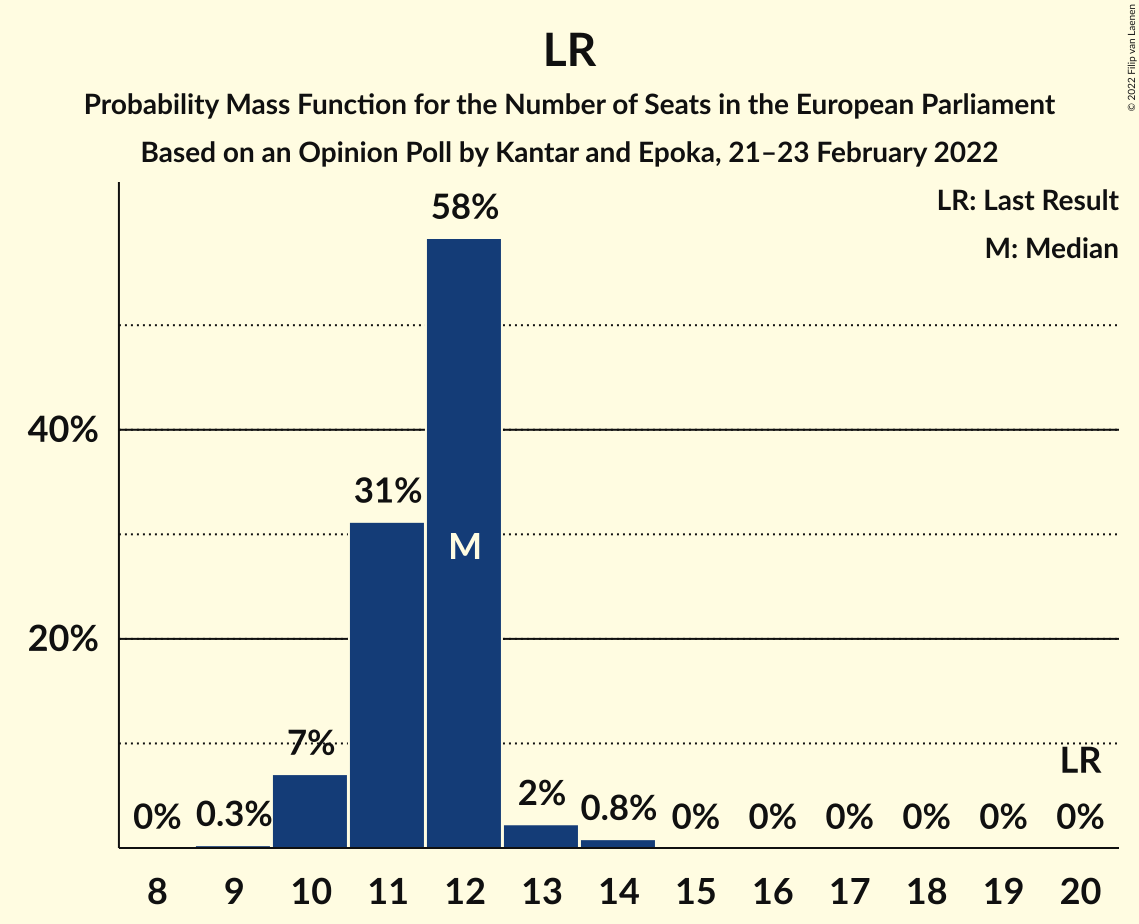 LR
Probability Mass Function for the Number of Seats in the European Parliament
Based on an Opinion Poll by Kantar and Epoka, 21–23 February 2022
© 2022 Filip van Laenen
LR: Last Result
M: Median
58%
40%
31%
M
20%
7%
LR
0%
0.3%
2%
0.8%
0%
0%
0%
0%
0%
0%
8 9 10 11 12 13 14 15 16 17 18 19 20